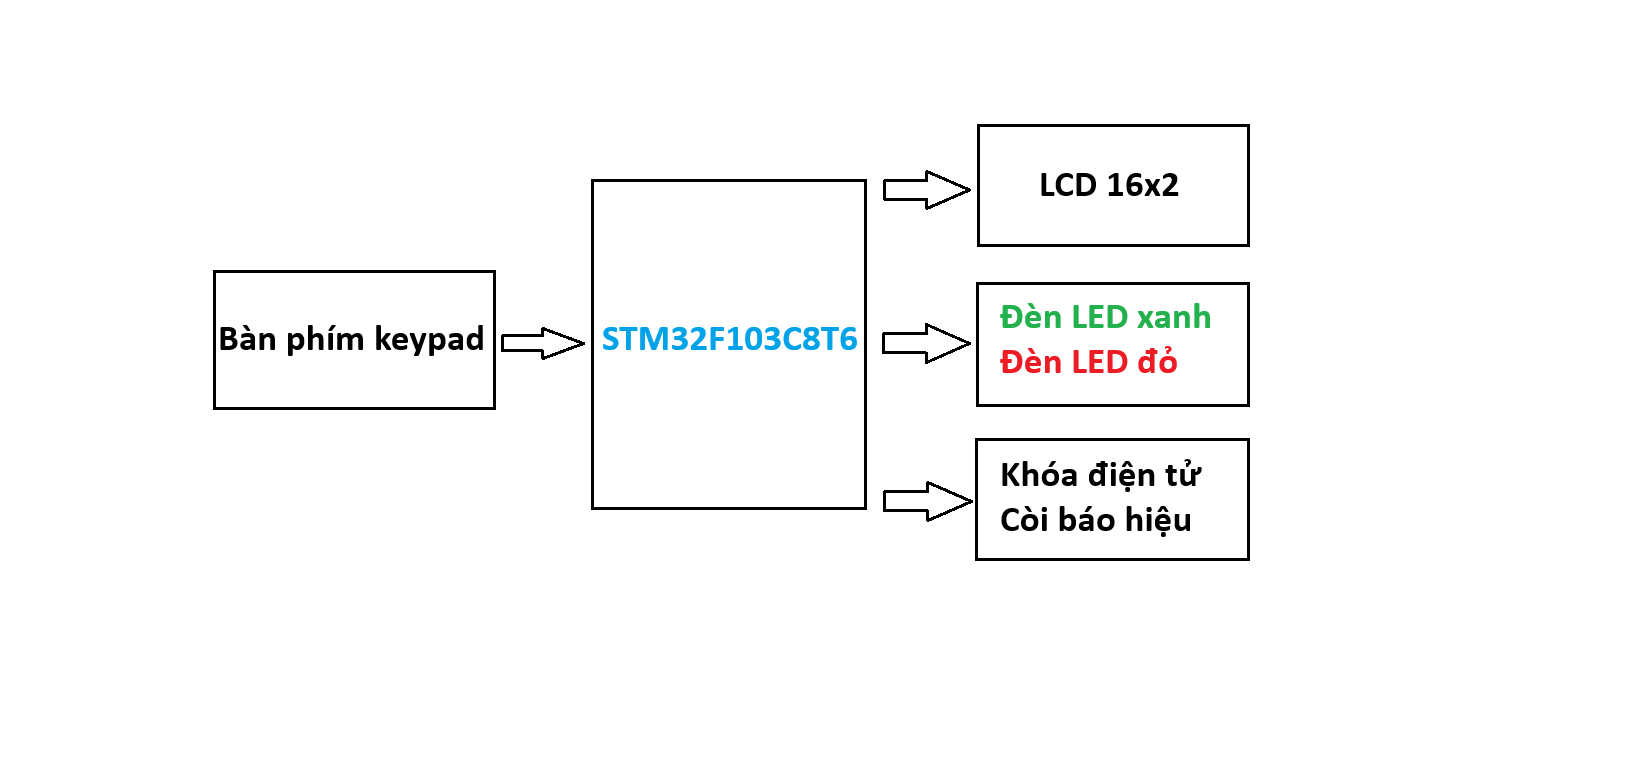 Bàn phím keypad
STM32F103C8T6
LCD 16x2
Đèn LED xanh
Đèn LED đỏ
Khóa điện tử
Còi báo hiệu